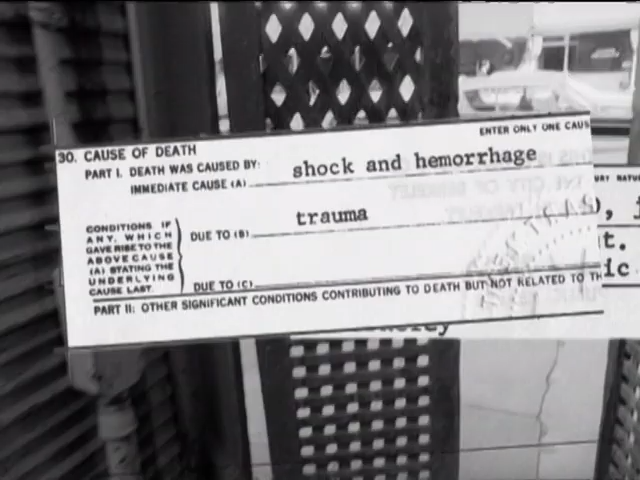 ENTER ONLY ONE CAUS
30. CAUSE OF DEATH
PART I. DEATH WAS CAUSED BY:
IMMEDIATE CAUSE (A)
shock and hemorrhage
CONDITIONS, IF
ANY, WHICH
GAVE RISE TO THE
ABOVE CAUSE
(A) STATING THE
UNDERLYING
CAUSE LAST.
DUE TO (B)
trauma
DUE TO (C)
PART II: OTHER SIGNIFICANT CONDITIONS CONTRIBUTING TO DEATH BUT NOT RELATED TO TH
t.
ic